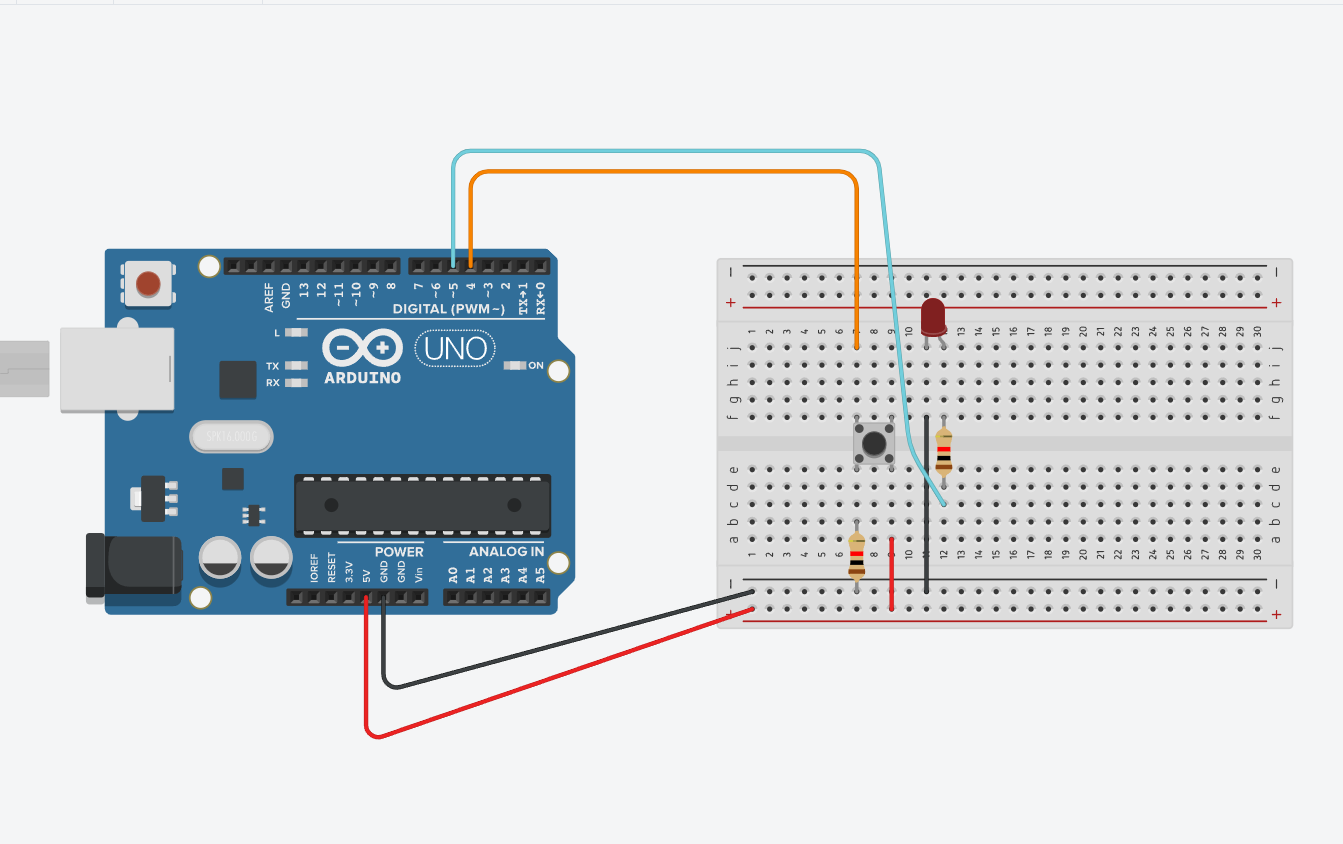 AREF
GND
13
12
~11
~10
~9
8
7
~6
~5
4
~3
2
TX→1
RX←0
DIGITAL (PWM~)
L
TX
RX
ARDUINO
UNO
ON
IOREF
RESET
3.3V
5V
GND
GND
Vin
POWER
ANALOG IN
A0
A1
A2
A3
A4
A5
− −
+ +
1 2 3 4 5 6 7 8 9 10 12 13 14 15 16 17 18 19 20 21 22 23 24 25 26 27 28 29 30
j j
i i
h h
g g
f f
e e
d d
c c
b b
a a
1 2 3 4 5 6 7 8 9 10 11 12 13 14 15 16 17 18 19 20 21 22 23 24 25 26 27 28 29 30
− −
+ +